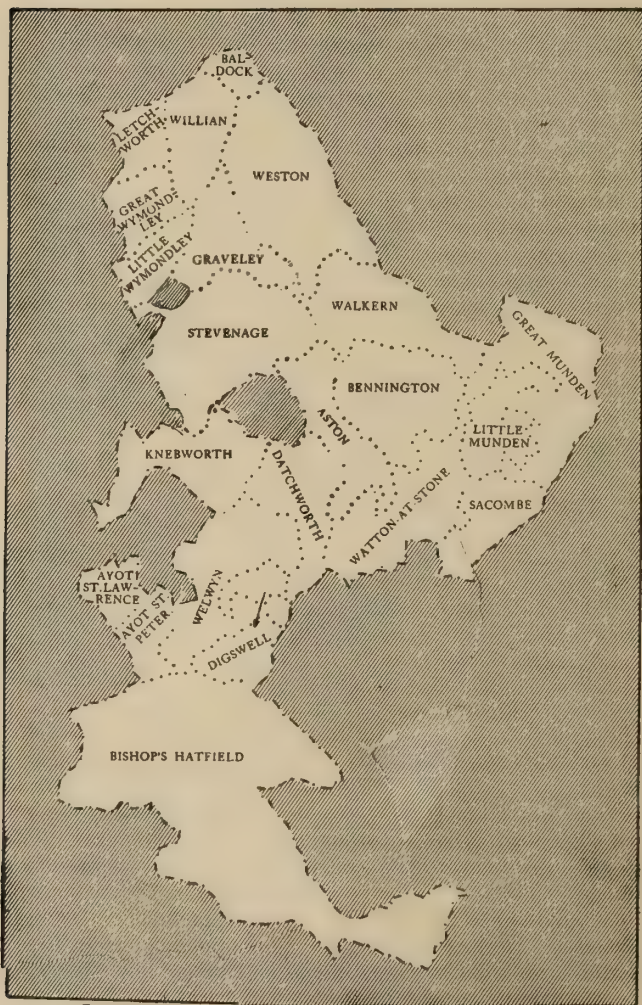 BAL-
DOCK
LETCH-
WORTH
WILLIAN
WESTON
GREAT
WYMOND-
LEY
LITTLE
WYMONDLEY
GRAVELEY
WALKERN
STEVENAGE
GREAT MUNDEN
BENNINGTON
ASTON
LITTLE
MUNDEN
KNEBWORTH
DATCHWORTH
WATTON-AT-STONE
SACOMBE
AYOT
ST. LAW-
RENCE
AYOT ST.
PETER
WELWYN
DIGSWELL
BISHOP'S HATFIELD